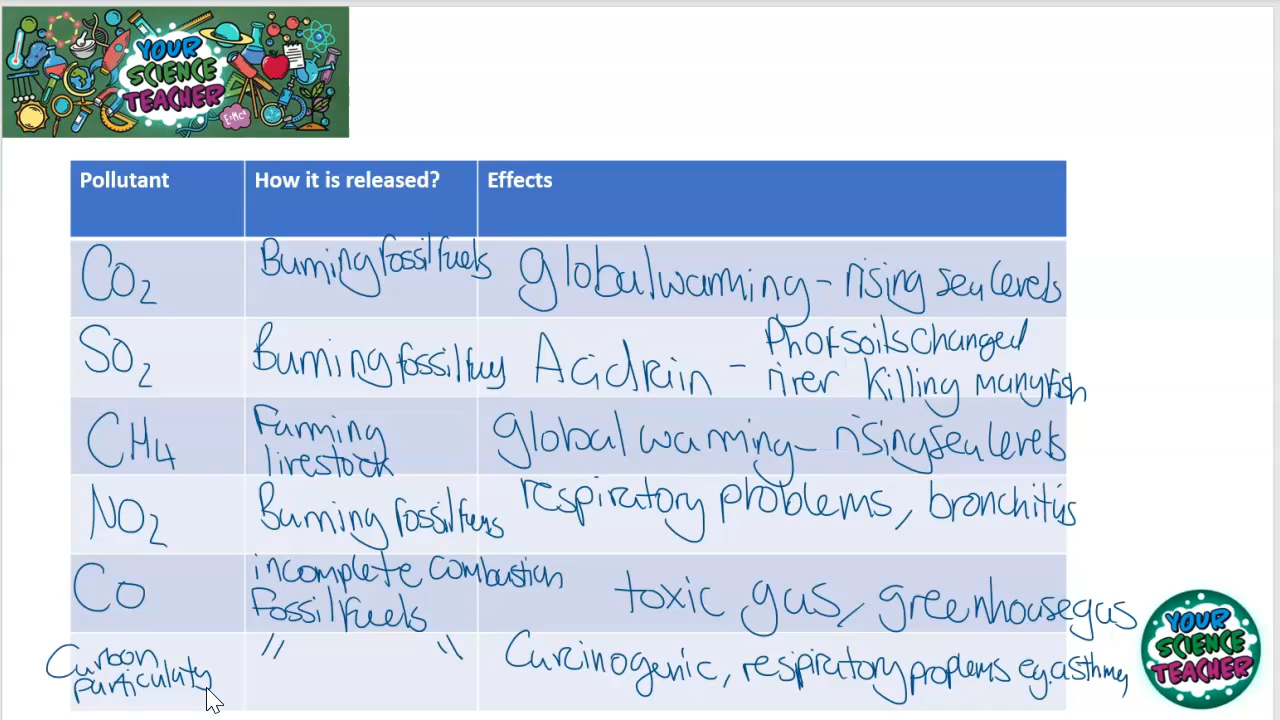 YOUR
SCIENCE
TEACHER
E=MC²
Pollutant How it is released? Effects
CO2 Burning fossil fuels global warming - rising sea levels
SO2 Burning fossil fuels Acid rain - PH of soils changed
river killing many fish
CH4 Farming livestock global warming - rising sea levels
NO2 Burning fossil fuels respiratory problems, bronchitis
CO incomplete combustion
fossil fuels toxic gas, greenhouse gas
Carbon
particulaty " " Carcinogenic, respiratory problems eg. asthma
YOUR
SCIENCE
TEACHER